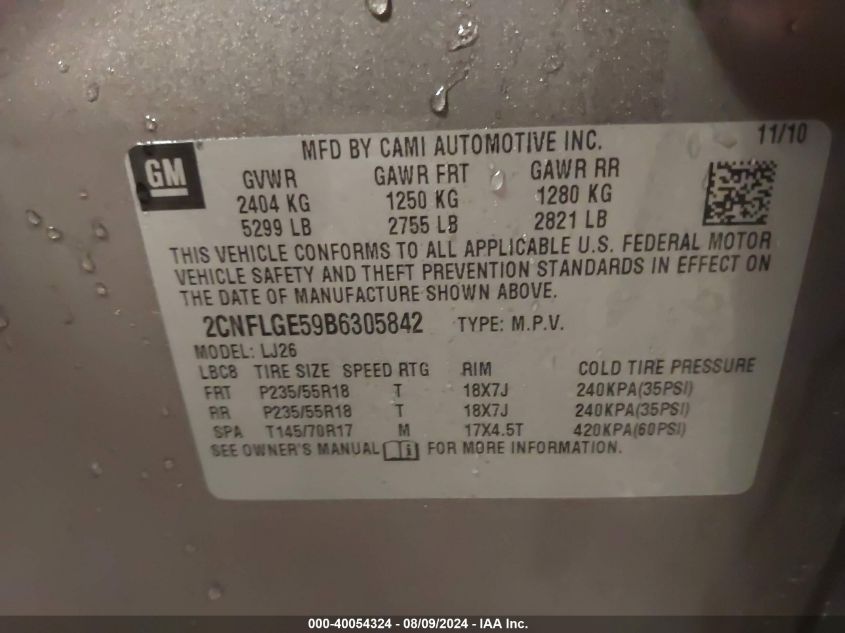 GM
MFD BY CAMI AUTOMOTIVE INC.
11/10
GVWR GAWR FRT GAWR RR
2404 KG 1250 KG 1280 KG
5299 LB 2755 LB 2821 LB
THIS VEHICLE CONFORMS TO ALL APPLICABLE U.S. FEDERAL MOTOR
VEHICLE SAFETY AND THEFT PREVENTION STANDARDS IN EFFECT ON
THE DATE OF MANUFACTURE SHOWN ABOVE.
2CNFLGE59B6305842 TYPE: M.P.V.
MODEL: LJ26
LBC8 TIRE SIZE SPEED RTG RIM COLD TIRE PRESSURE
FRT P235/55R18 T 18X7J 240KPA(35PSI)
RR P235/55R18 T 18X7J 240KPA(35PSI)
SPA T145/70R17 M 17X4.5T 420KPA(60PSI)
SEE OWNER'S MANUAL i FOR MORE INFORMATION.
000-40054324 - 08/09/2024 - IAA Inc.